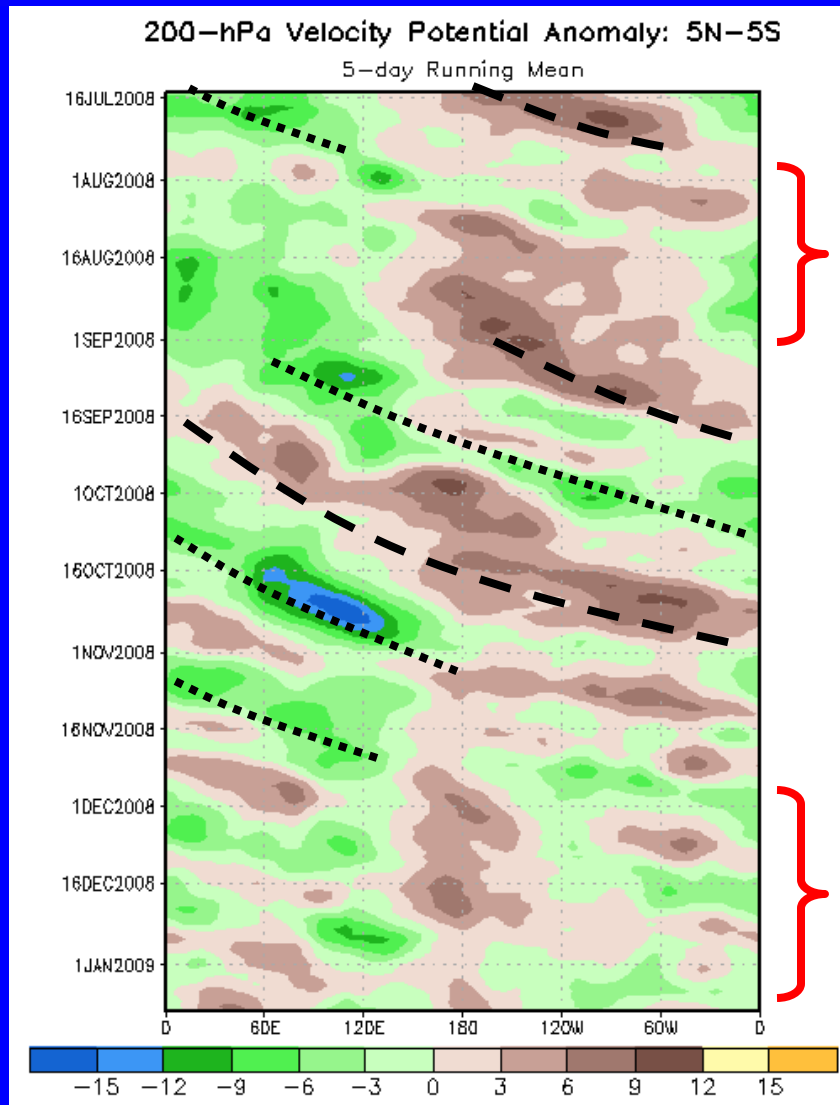 200-hPa Velocity Potential Anomaly: 5N-5S
5-day Running Mean
16JUL2008
1AUG2008
16AUG2008
1SEP2008
16SEP2008
1OCT2008
16OCT2008
1NOV2008
16NOV2008
1DEC2008
16DEC2008
1JAN2009
0 60E 120E 180 120W 60W 0
-15 -12 -9 -6 -3 0 3 6 9 12 15